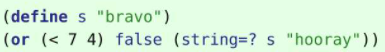 (define s "bravo")
(or (< 7 4) false (string=? s "hooray"))